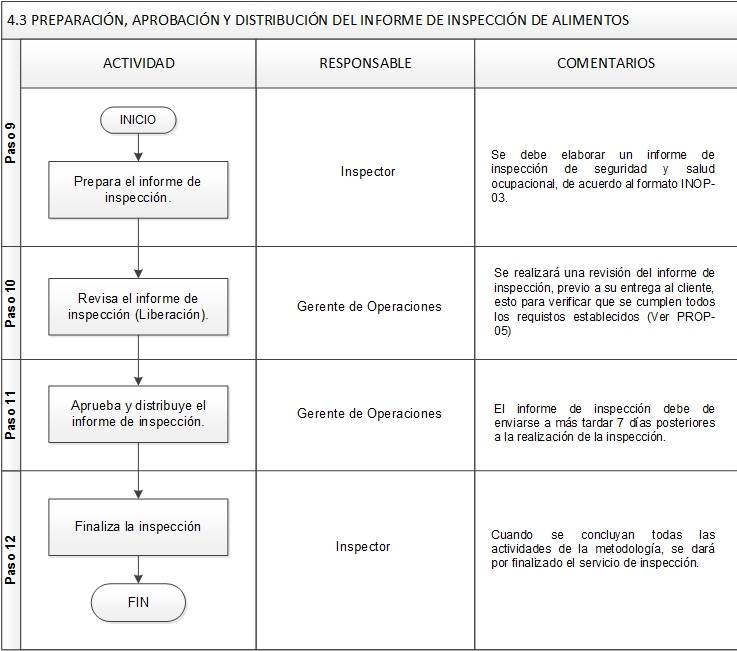 4.3 PREPARACIÓN, APROBACIÓN Y DISTRIBUCIÓN DEL INFORME DE INSPECCIÓN DE ALIMENTOS
ACTIVIDAD
RESPONSABLE
COMENTARIOS
Paso 9
INICIO
Prepara el informe de
inspección.
Inspector
Se debe elaborar un informe de
inspección de seguridad y salud
ocupacional, de acuerdo al formato INOP-
03.
Paso 10
Revisa el informe de
inspección (Liberación).
Gerente de Operaciones
Se realizará una revisión del informe de
inspección, previo a su entrega al cliente,
esto para verificar que se cumplen todos
los requistos establecidos (Ver PROP-
05)
Paso 11
Aprueba y distribuye el
informe de inspección.
Gerente de Operaciones
El informe de inspección debe de
enviarse a más tardar 7 días posteriores
a la realización de la inspección.
Paso 12
Finaliza la inspección
FIN
Inspector
Cuando se concluyan todas las
actividades de la metodología, se dará
por finalizado el servicio de inspección.